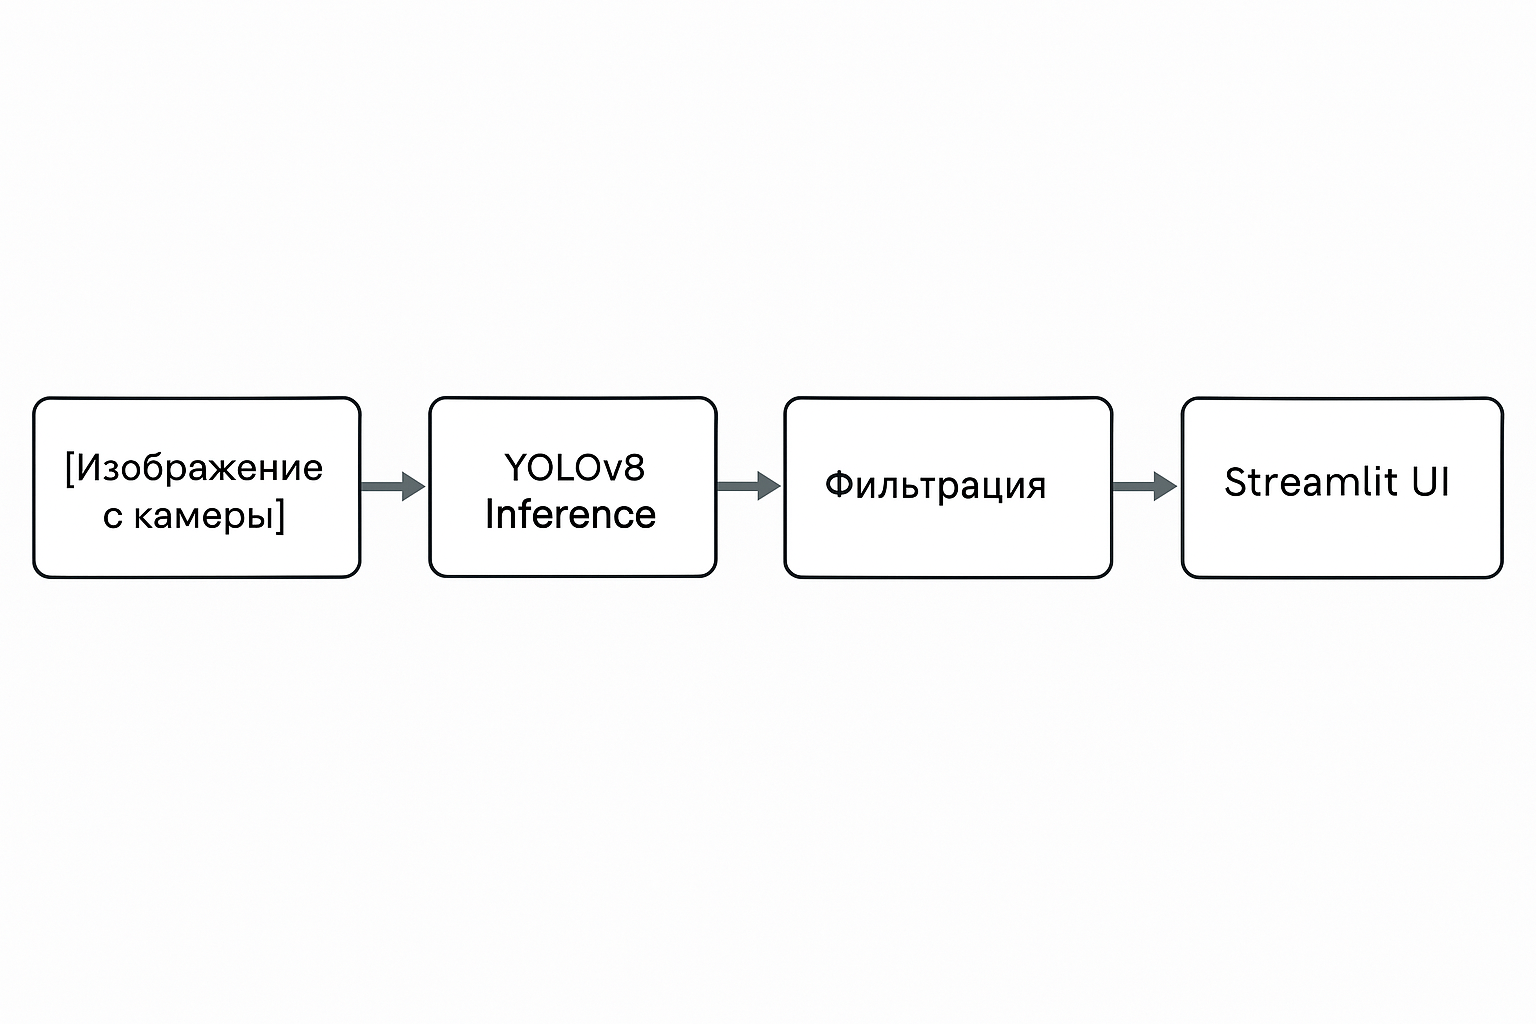 [Изображение
с камеры]
YOLOv8
Inference
Фильтрация
Streamlit UI